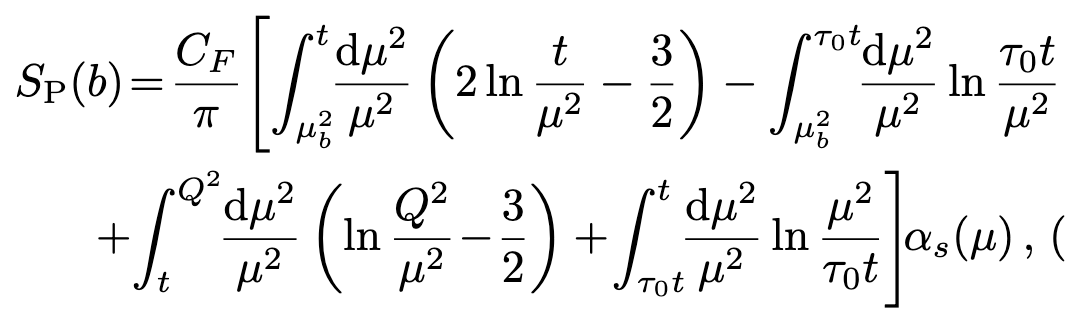 S_P(b) = \frac{C_F}{\pi} \left[ \int_{\mu_b^2}^{t} \frac{d\mu^2}{\mu^2} \left( 2 \ln \frac{t}{\mu^2} - \frac{3}{2} \right) - \int_{\mu_b^2}^{\tau_0 t} \frac{d\mu^2}{\mu^2} \ln \frac{\tau_0 t}{\mu^2}
+ \int_{t}^{Q^2} \frac{d\mu^2}{\mu^2} \left( \ln \frac{Q^2}{\mu^2} - \frac{3}{2} \right) + \int_{\tau_0 t}^{t} \frac{d\mu^2}{\mu^2} \ln \frac{\mu^2}{\tau_0 t} \right] \alpha_s(\mu) , (